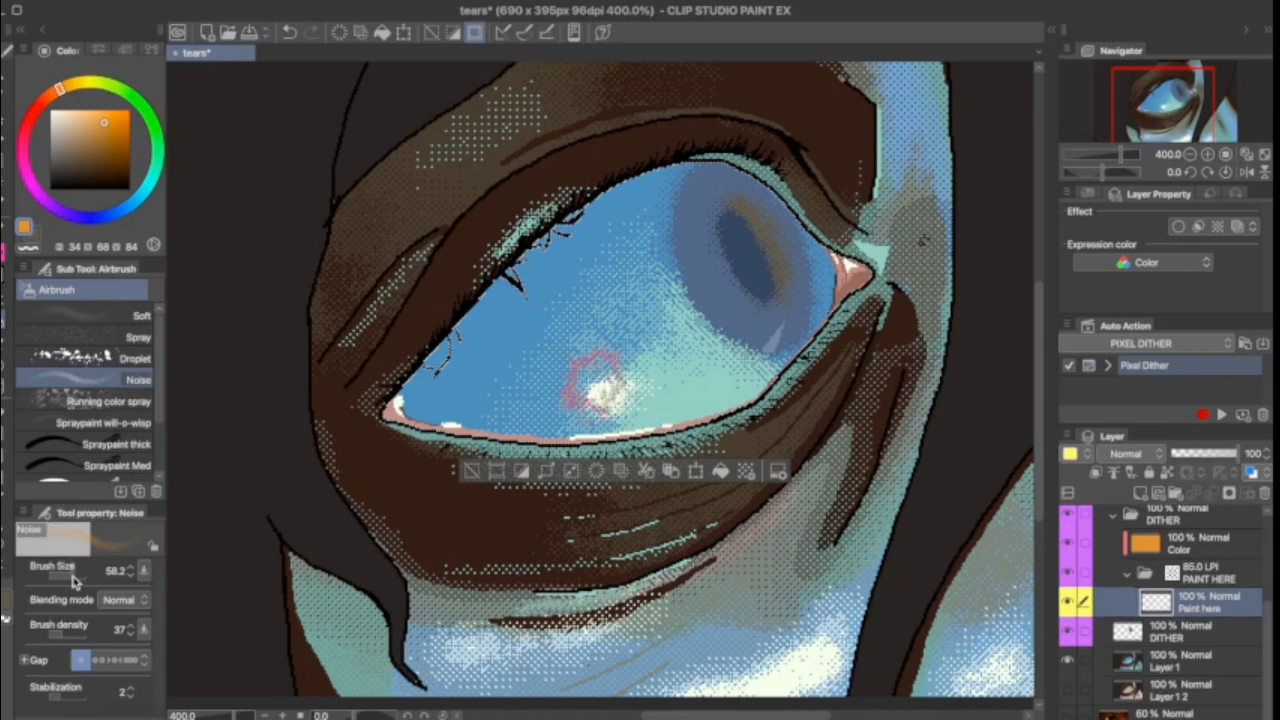 tears* (690 x 395px 96dpi 400.0%) - CLIP STUDIO PAINT EX
tears*
Color
34 68 84
Sub Tool: Airbrush
Airbrush
Soft
Spray
Droplet
Noise
Running color spray
Spraypaint will-o-wisp
Spraypaint thick
Spraypaint Med
Tool property: Noise
Noise
Brush Size 58.2
Blending mode Normal
Brush density 37
Gap
Stabilization 2
400.0 0.0
Navigator
400.0
0.0
Layer Property
Effect
Expression color
Color
Auto Action
PIXEL DITHER
Pixel Dither
Layer
Normal 100
100 % Normal
DITHER
100 % Normal
Color
85.0 LPI
PAINT HERE
100 % Normal
Paint here
100 % Normal
DITHER
100 % Normal
Layer 1
100 % Normal
Layer 1 2
60 % Normal